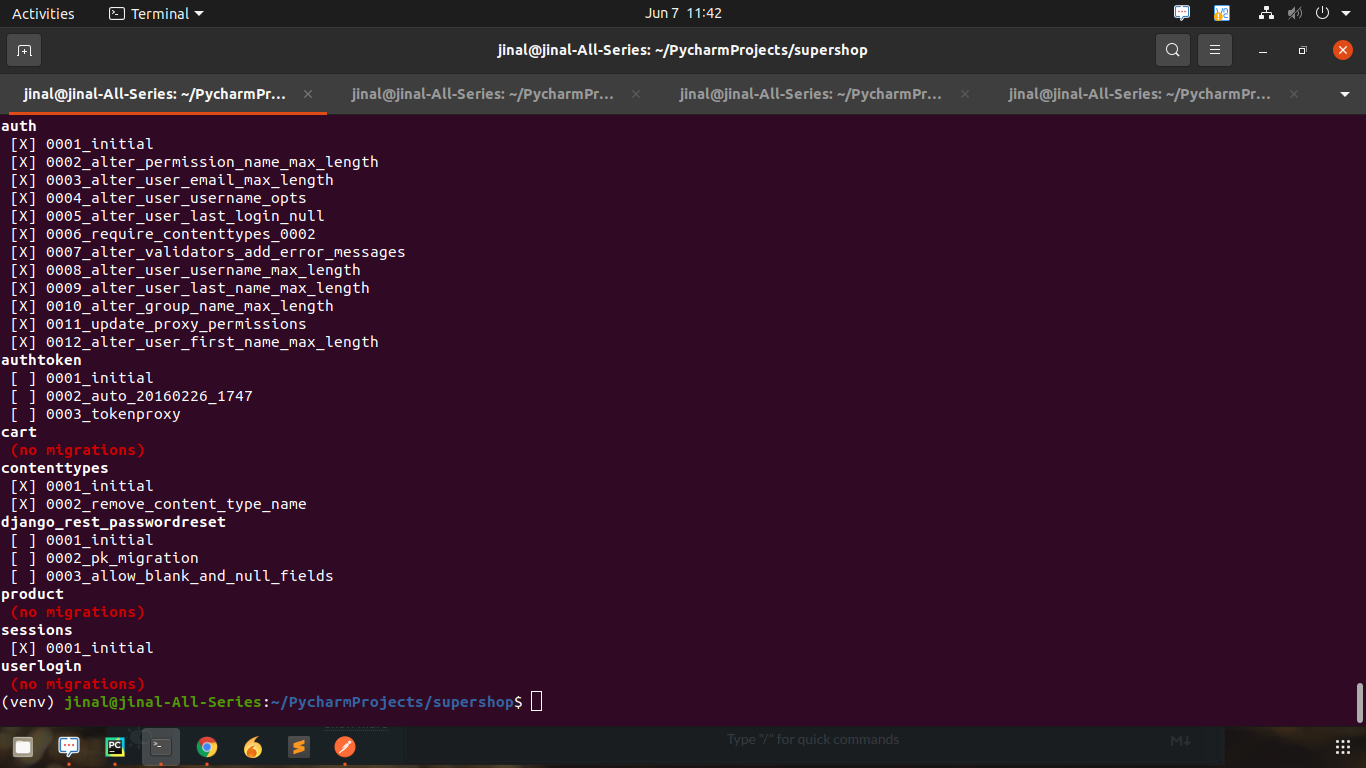 Activities Terminal Jun 7 11:42
jinal@jinal-All-Series: ~/PycharmProjects/supershop
jinal@jinal-All-Series: ~/PycharmPr... jinal@jinal-All-Series: ~/PycharmPr... jinal@jinal-All-Series: ~/PycharmPr... jinal@jinal-All-Series: ~/PycharmPr...
auth
[X] 0001_initial
[X] 0002_alter_permission_name_max_length
[X] 0003_alter_user_email_max_length
[X] 0004_alter_user_username_opts
[X] 0005_alter_user_last_login_null
[X] 0006_require_contenttypes_0002
[X] 0007_alter_validators_add_error_messages
[X] 0008_alter_user_username_max_length
[X] 0009_alter_user_last_name_max_length
[X] 0010_alter_group_name_max_length
[X] 0011_update_proxy_permissions
[X] 0012_alter_user_first_name_max_length
authtoken
[ ] 0001_initial
[ ] 0002_auto_20160226_1747
[ ] 0003_tokenproxy
cart
(no migrations)
contenttypes
[X] 0001_initial
[X] 0002_remove_content_type_name
django_rest_passwordreset
[ ] 0001_initial
[ ] 0002_pk_migration
[ ] 0003_allow_blank_and_null_fields
product
(no migrations)
sessions
[X] 0001_initial
userlogin
(no migrations)
(venv) jinal@jinal-All-Series:~/PycharmProjects/supershop$
Type "/" for quick commands
PC